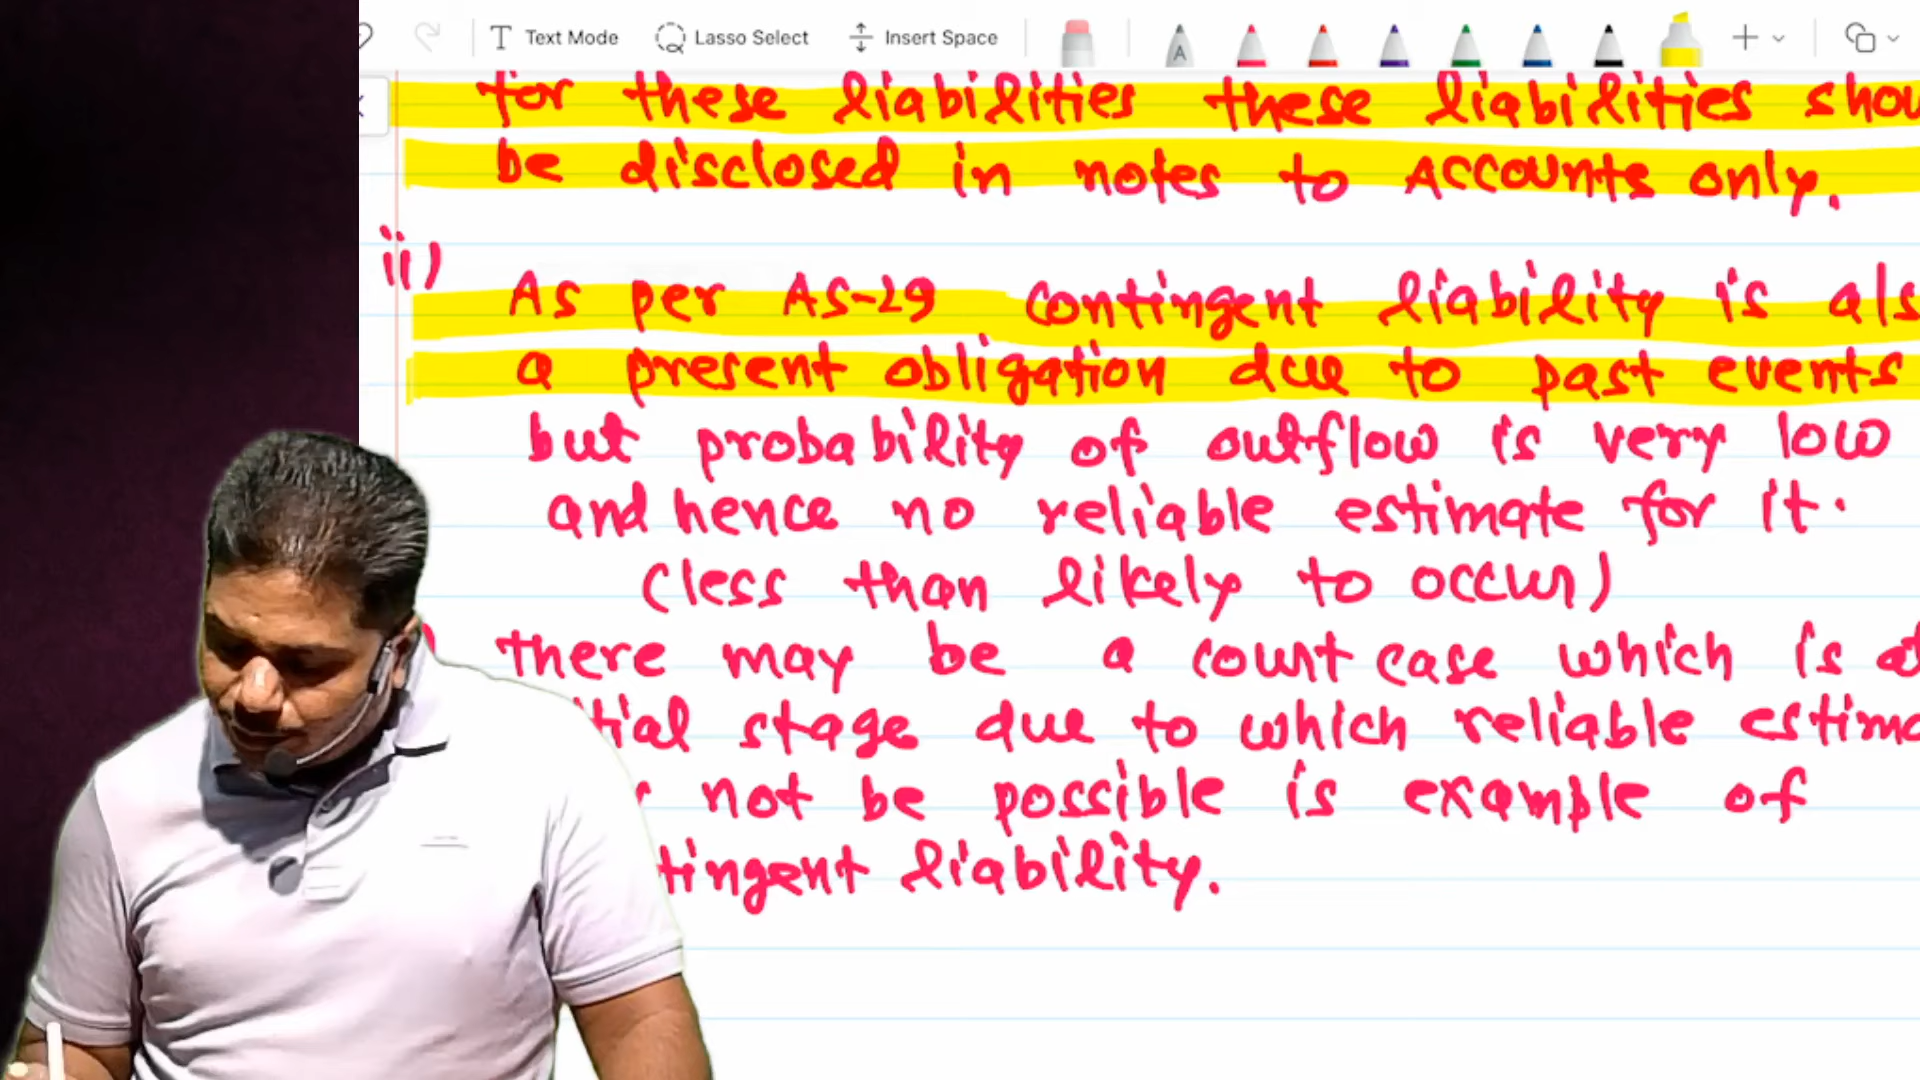 Text Mode Lasso Select Insert Space
A
for these liabilities these liabilities shou
be disclosed in notes to Accounts only.
ii)
As per AS-29 contingent liability is als
a present obligation due to past events
but probability of outflow is very low
and hence no reliable estimate for it.
(less than likely to occur)
there may be a court case which is at
tial stage due to which reliable estima
not be possible is example of
tingent liability.